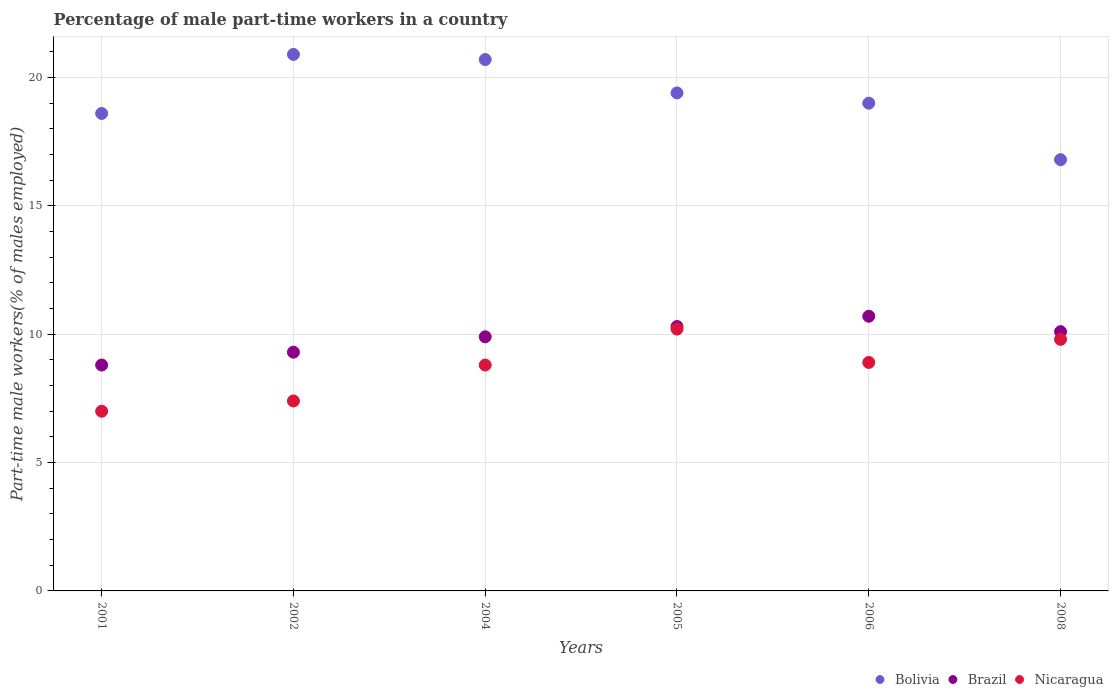 Percentage of male part-time workers in a country
Part-time male workers(% of males employed)
20
15
10
5
0
2001
2002
2004
2005
2006
2008
Years
Bolivia
Brazil
Nicaragua